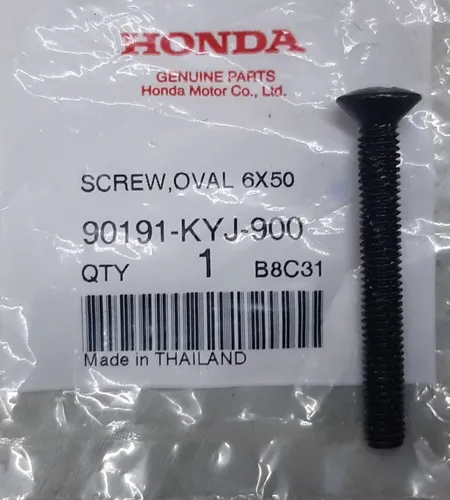 HONDA
GENUINE PARTS
Honda Motor Co., Ltd.
SCREW,OVAL 6X50
90191-KYJ-900
QTY 1 B8C31
Made in THAILAND